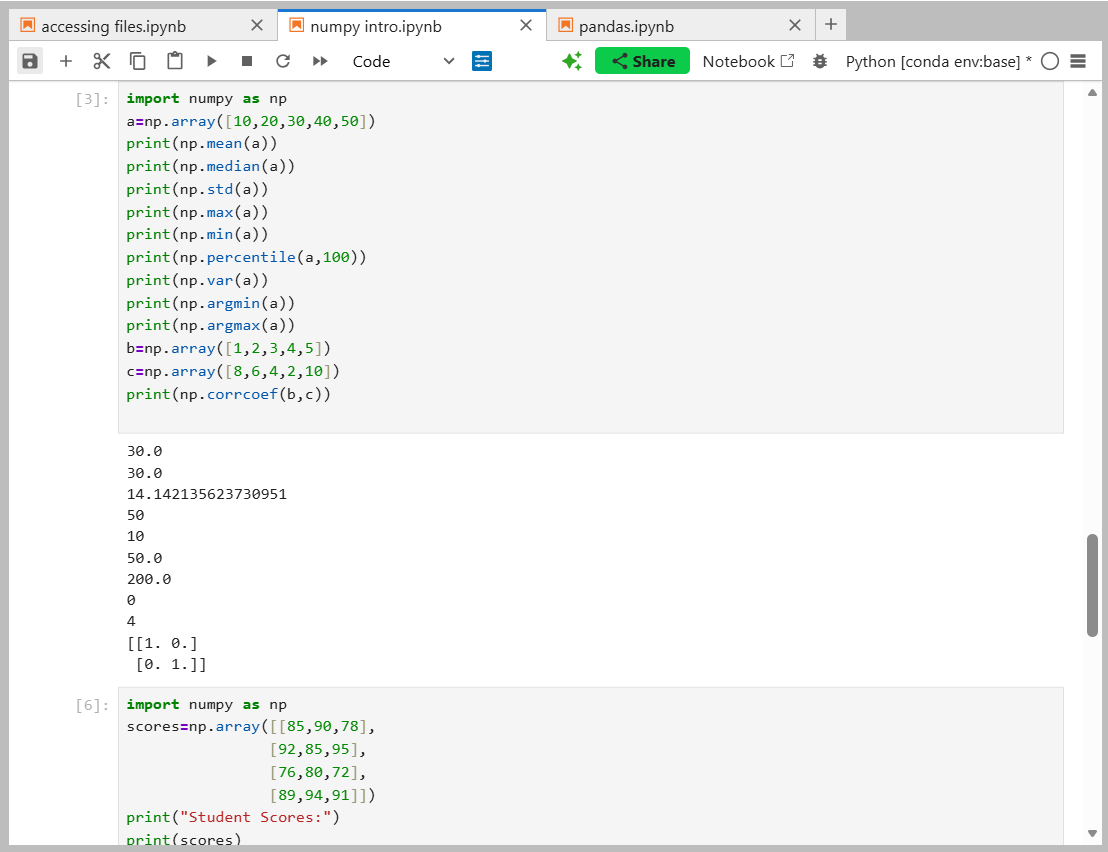 accessing files.ipynb
numpy intro.ipynb
pandas.ipynb
Code
Share
Notebook
Python [conda env:base] *
[3]:
import numpy as np
a=np.array([10,20,30,40,50])
print(np.mean(a))
print(np.median(a))
print(np.std(a))
print(np.max(a))
print(np.min(a))
print(np.percentile(a,100))
print(np.var(a))
print(np.argmin(a))
print(np.argmax(a))
b=np.array([1,2,3,4,5])
c=np.array([8,6,4,2,10])
print(np.corrcoef(b,c))
30.0
30.0
14.142135623730951
50
10
50.0
200.0
0
4
[[1. 0.]
 [0. 1.]]
[6]:
import numpy as np
scores=np.array([[85,90,78],
                [92,85,95],
                [76,80,72],
                [89,94,91]])
print("Student Scores:")
print(scores)